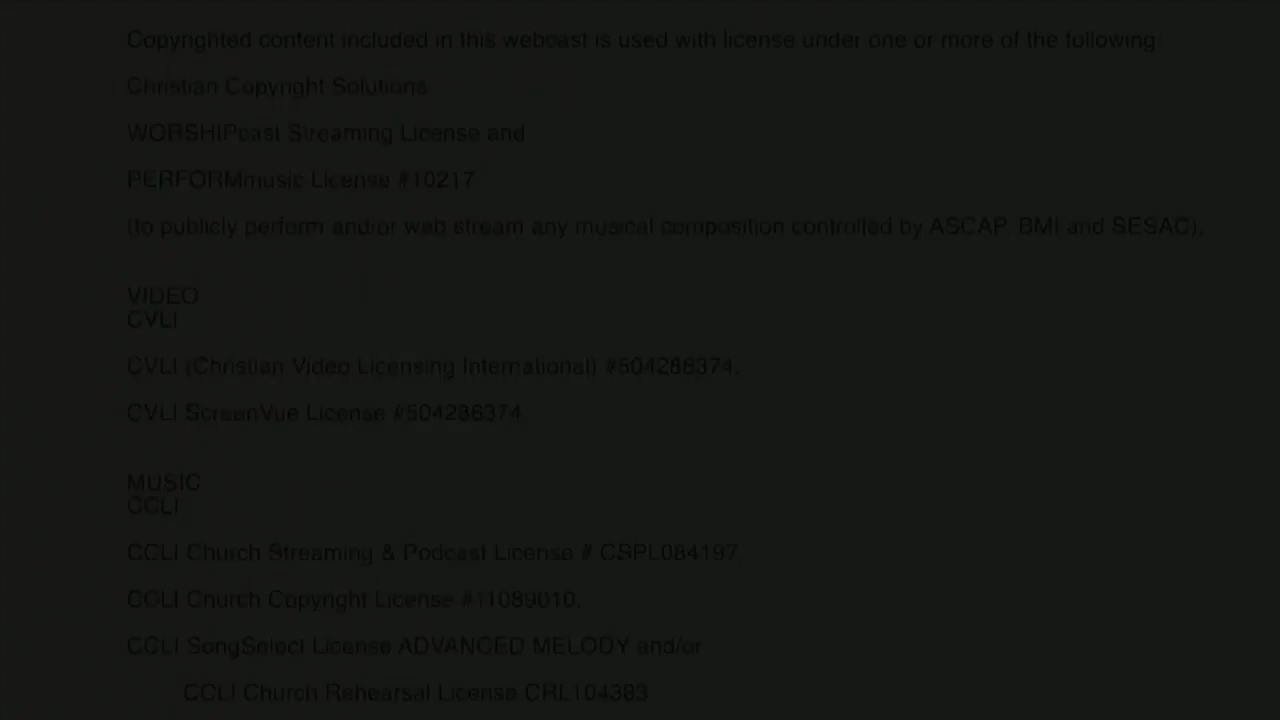 Copyrighted content included in this webcast is used with license under one or more of the following:
Christian Copyright Solutions
WORSHIPcast Streaming License and
PERFORMmusic License #10217
(to publicly perform and/or web stream any musical composition controlled by ASCAP, BMI and SESAC),
VIDEO
CVLI
CVLI (Christian Video Licensing International) #504286374,
CVLI ScreenVue License #504286374
MUSIC
CCLI
CCLI Church Streaming & Podcast License # CSPL084197,
CCLI Church Copyright License #11089010,
CCLI SongSelect License ADVANCED MELODY and/or
CCLI Church Rehearsal License CRL104383